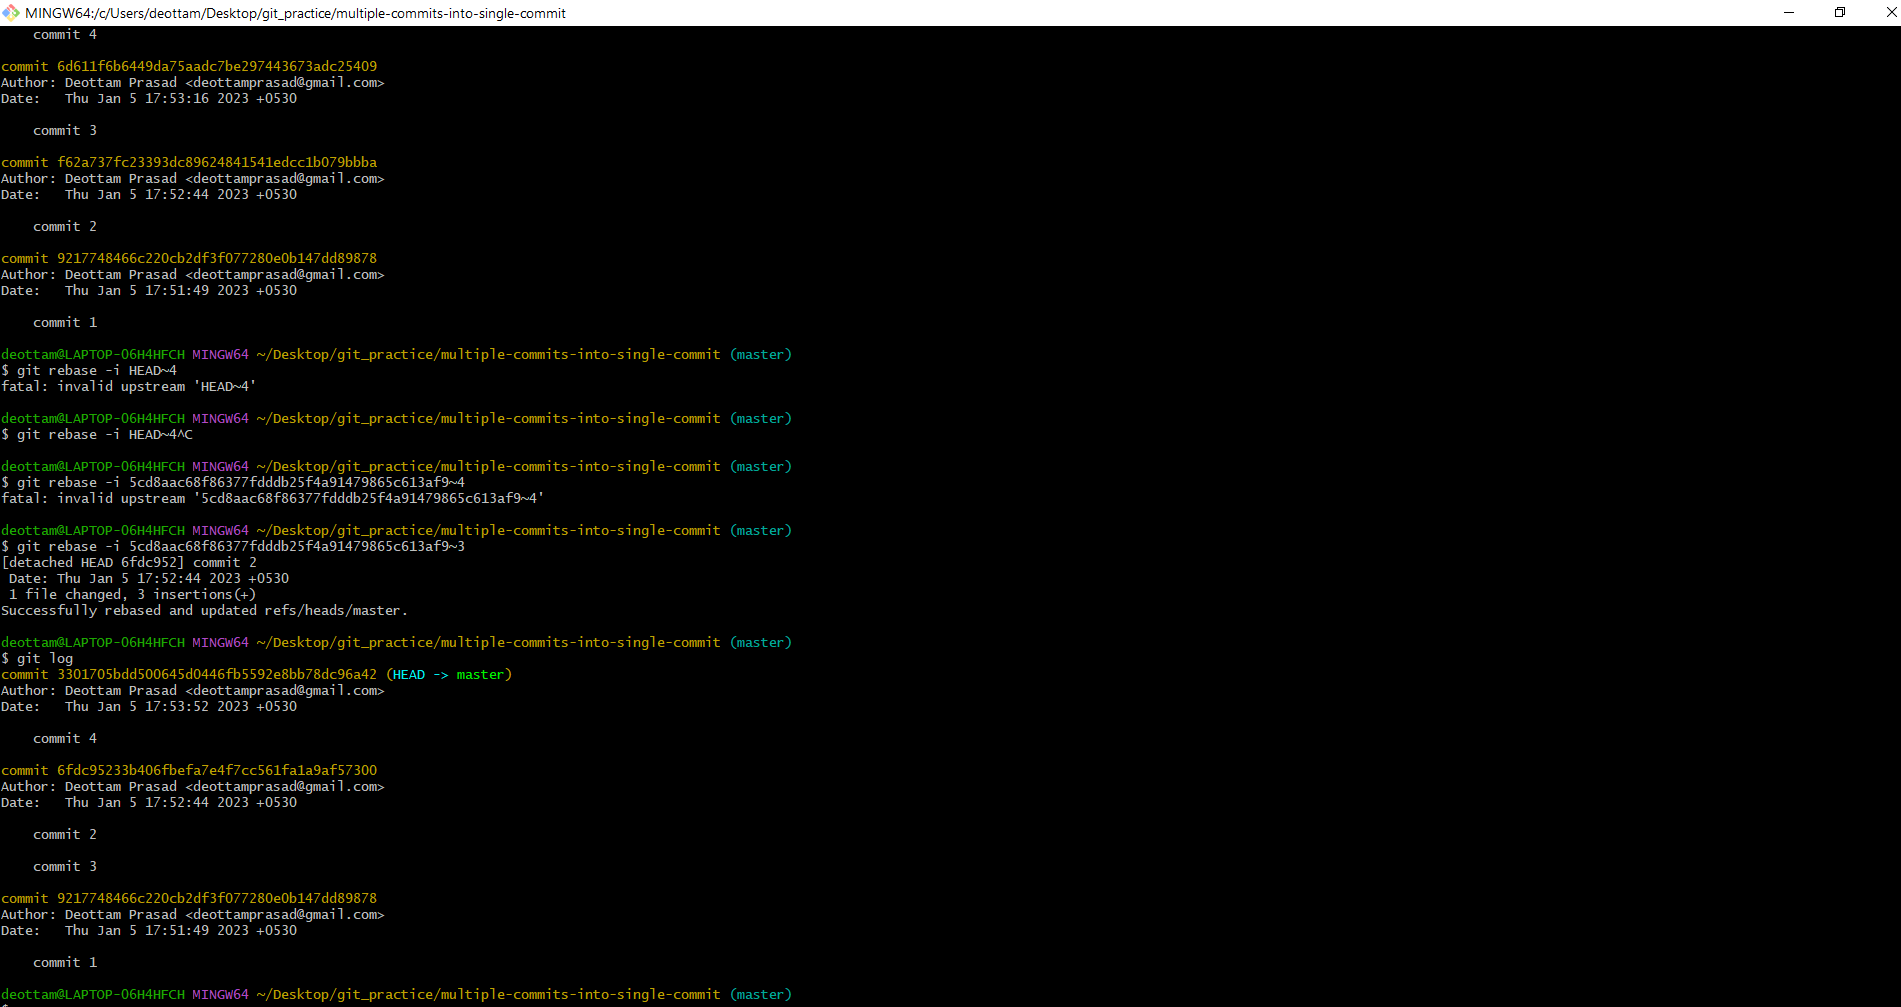 MINGW64:/c/Users/deottam/Desktop/git_practice/multiple-commits-into-single-commit
    commit 4
commit 6d611f6b6449da75aadc7be297443673adc25409
Author: Deottam Prasad <deottamprasad@gmail.com>
Date:   Thu Jan 5 17:53:16 2023 +0530
    commit 3
commit f62a737fc23393dc89624841541edcc1b079bbba
Author: Deottam Prasad <deottamprasad@gmail.com>
Date:   Thu Jan 5 17:52:44 2023 +0530
    commit 2
commit 9217748466c220cb2df3f077280e0b147dd89878
Author: Deottam Prasad <deottamprasad@gmail.com>
Date:   Thu Jan 5 17:51:49 2023 +0530
    commit 1
deottam@LAPTOP-O6H4HFCH MINGW64 ~/Desktop/git_practice/multiple-commits-into-single-commit (master)
$ git rebase -i HEAD~4
fatal: invalid upstream 'HEAD~4'
deottam@LAPTOP-O6H4HFCH MINGW64 ~/Desktop/git_practice/multiple-commits-into-single-commit (master)
$ git rebase -i HEAD~4^C
deottam@LAPTOP-O6H4HFCH MINGW64 ~/Desktop/git_practice/multiple-commits-into-single-commit (master)
$ git rebase -i 5cd8aac68f86377fdddb25f4a91479865c613af9~4
fatal: invalid upstream '5cd8aac68f86377fdddb25f4a91479865c613af9~4'
deottam@LAPTOP-O6H4HFCH MINGW64 ~/Desktop/git_practice/multiple-commits-into-single-commit (master)
$ git rebase -i 5cd8aac68f86377fdddb25f4a91479865c613af9~3
[detached HEAD 6fdc952] commit 2
 Date: Thu Jan 5 17:52:44 2023 +0530
 1 file changed, 3 insertions(+)
Successfully rebased and updated refs/heads/master.
deottam@LAPTOP-O6H4HFCH MINGW64 ~/Desktop/git_practice/multiple-commits-into-single-commit (master)
$ git log
commit 3301705bdd500645d0446fb5592e8bb78dc96a42 (HEAD -> master)
Author: Deottam Prasad <deottamprasad@gmail.com>
Date:   Thu Jan 5 17:53:52 2023 +0530
    commit 4
commit 6fdc95233b406fbefa7e4f7cc561fa1a9af57300
Author: Deottam Prasad <deottamprasad@gmail.com>
Date:   Thu Jan 5 17:52:44 2023 +0530
    commit 2
    commit 3
commit 9217748466c220cb2df3f077280e0b147dd89878
Author: Deottam Prasad <deottamprasad@gmail.com>
Date:   Thu Jan 5 17:51:49 2023 +0530
    commit 1
deottam@LAPTOP-O6H4HFCH MINGW64 ~/Desktop/git_practice/multiple-commits-into-single-commit (master)